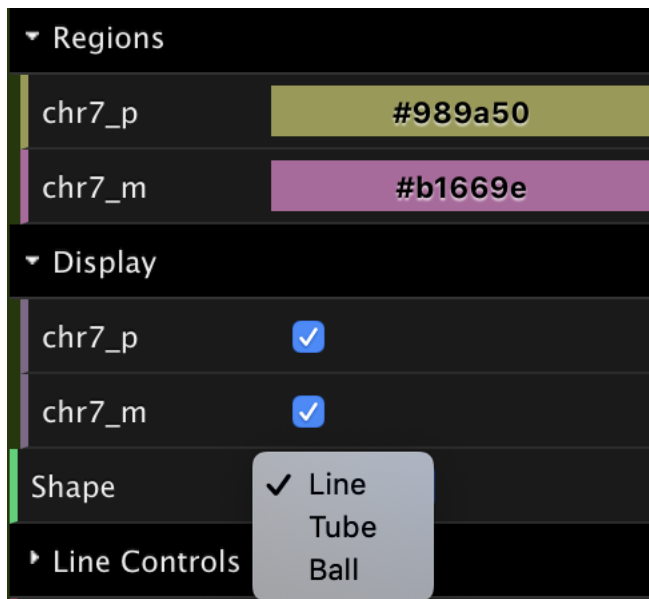 Regions
chr7_p #989a50
chr7_m #b1669e
Display
chr7_p
chr7_m
Shape Line
Tube
Line Controls Ball